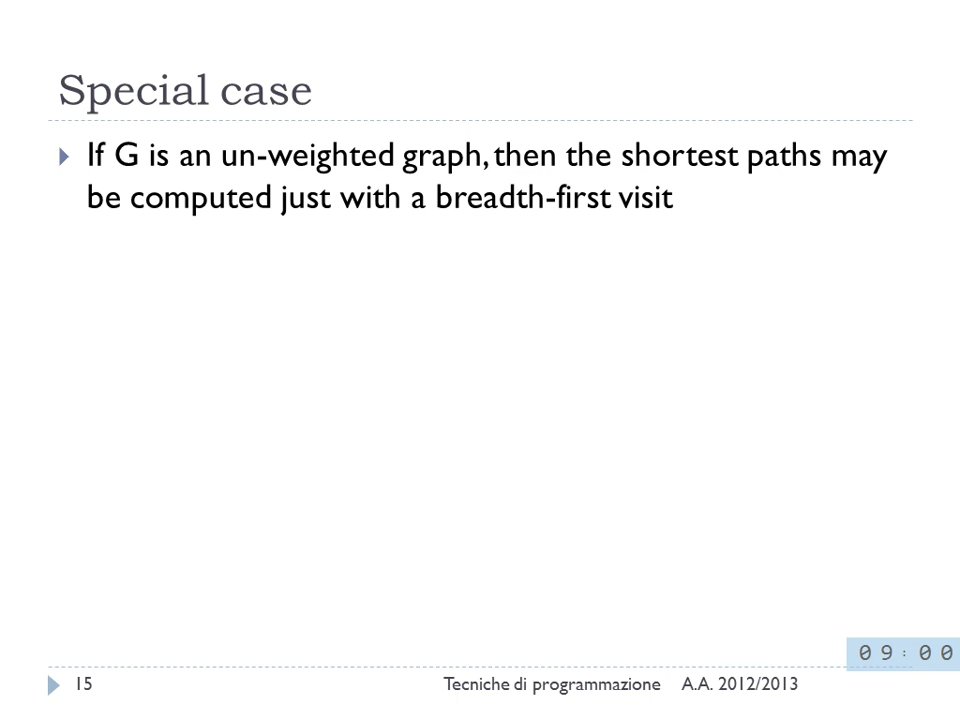 Special case
If G is an un-weighted graph, then the shortest paths may
be computed just with a breadth-first visit
09:00
15 Tecniche di programmazione A.A. 2012/2013